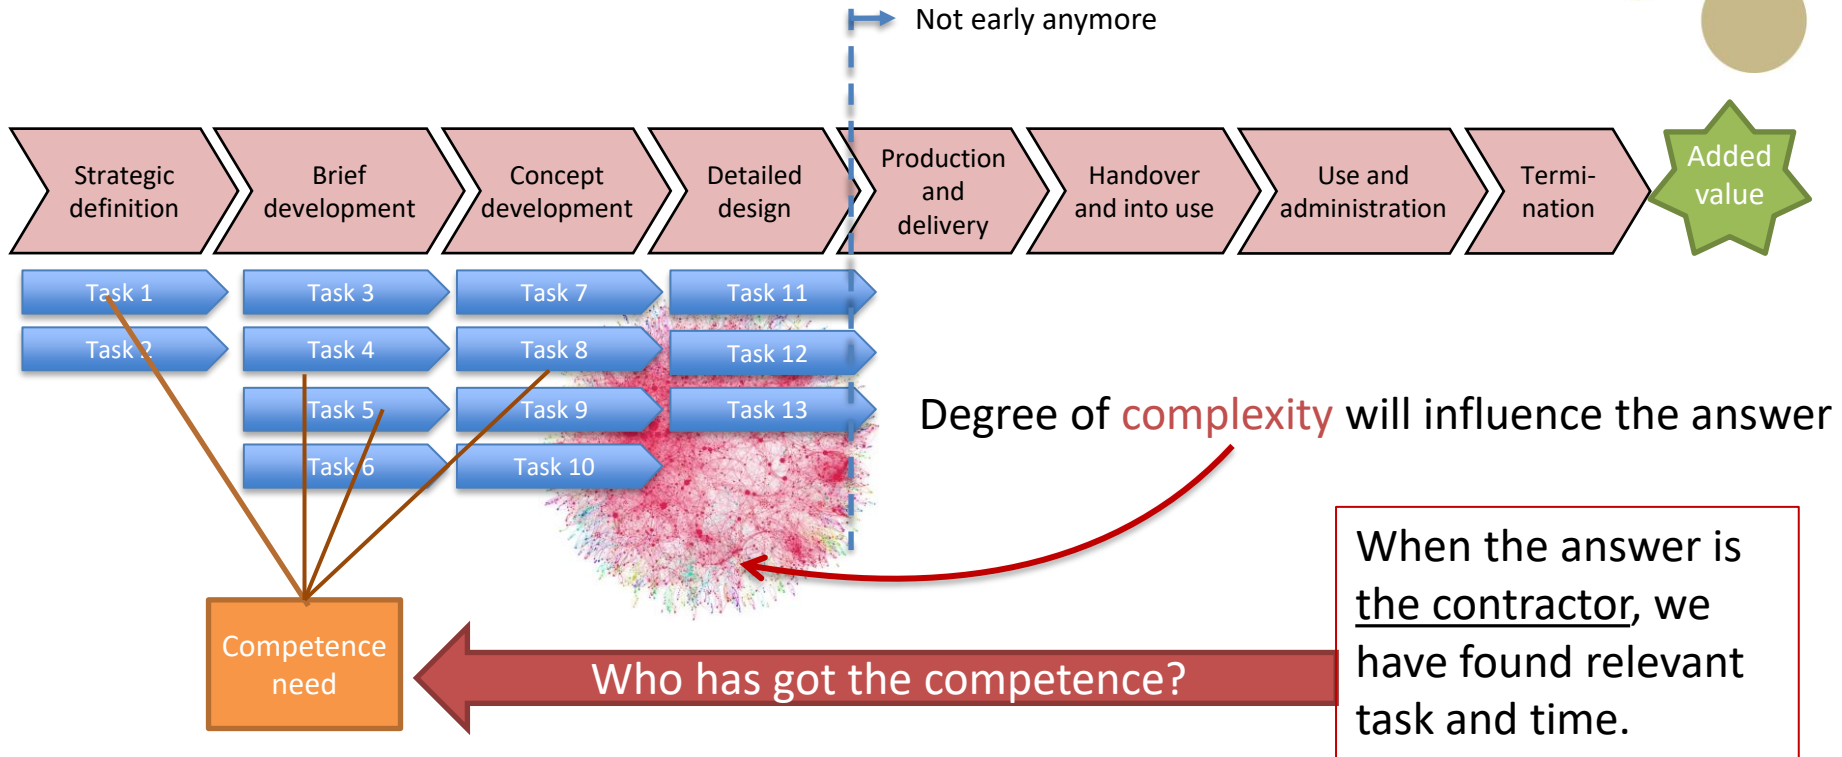 Not early anymore
Strategic
definition
Brief
development
Concept
development
Detailed
design
Production
and
delivery
Handover
and into use
Use and
administration
Termi-
nation
Added
value
Task 1
Task 3
Task 7
Task 11
Task 2
Task 4
Task 8
Task 12
Task 5
Task 9
Task 13
Task 6
Task 10
Degree of complexity will influence the answer
Competence
need
Who has got the competence?
When the answer is
the contractor, we
have found relevant
task and time.